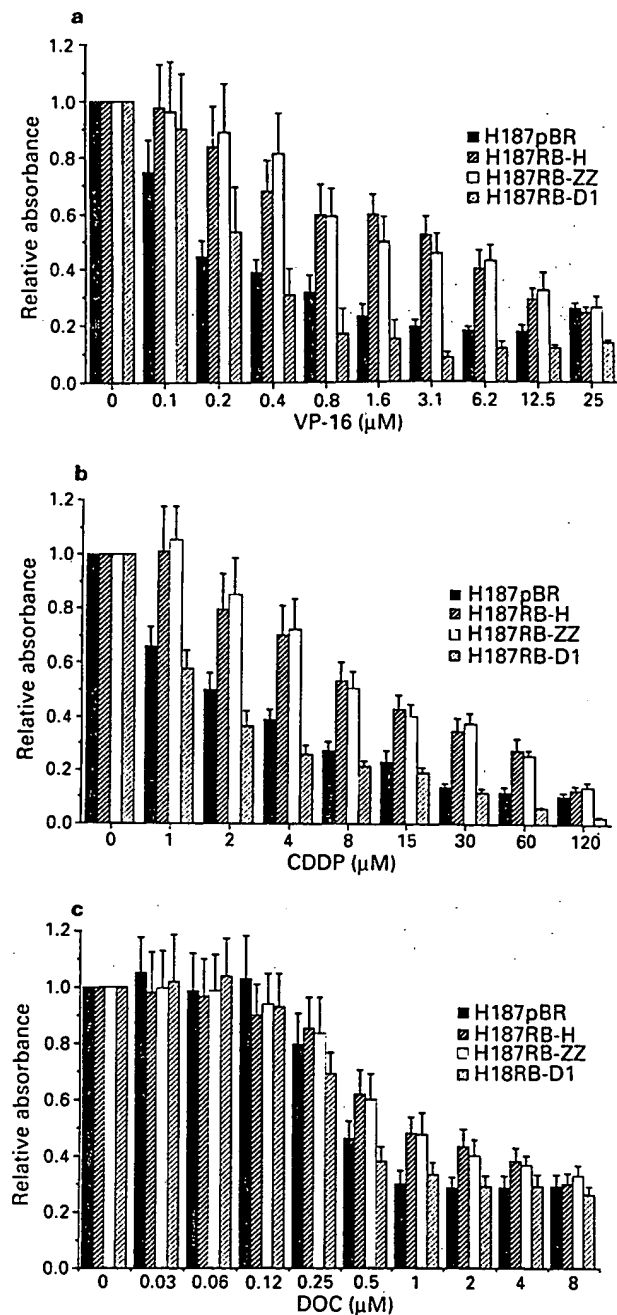 a
1.2
1.0
0.8
0.6
0.4
0.2
0.0
Relative absorbance
H187pBR
H187RB-H
H187RB-ZZ
H187RB-D1
0 0.1 0.2 0.4 0.8 1.6 3.1 6.2 12.5 25
VP-16 (µM)
b
1.2
1.0
0.8
0.6
0.4
0.2
0.0
Relative absorbance
H187pBR
H187RB-H
H187RB-ZZ
H187RB-D1
0 1 2 4 8 15 30 60 120
CDDP (µM)
c
1.2
1.0
0.8
0.6
0.4
0.2
0.0
Relative absorbance
H187pBR
H187RB-H
H187RB-ZZ
H18RB-D1
0 0.03 0.06 0.12 0.25 0.5 1 2 4 8
DOC (µM)